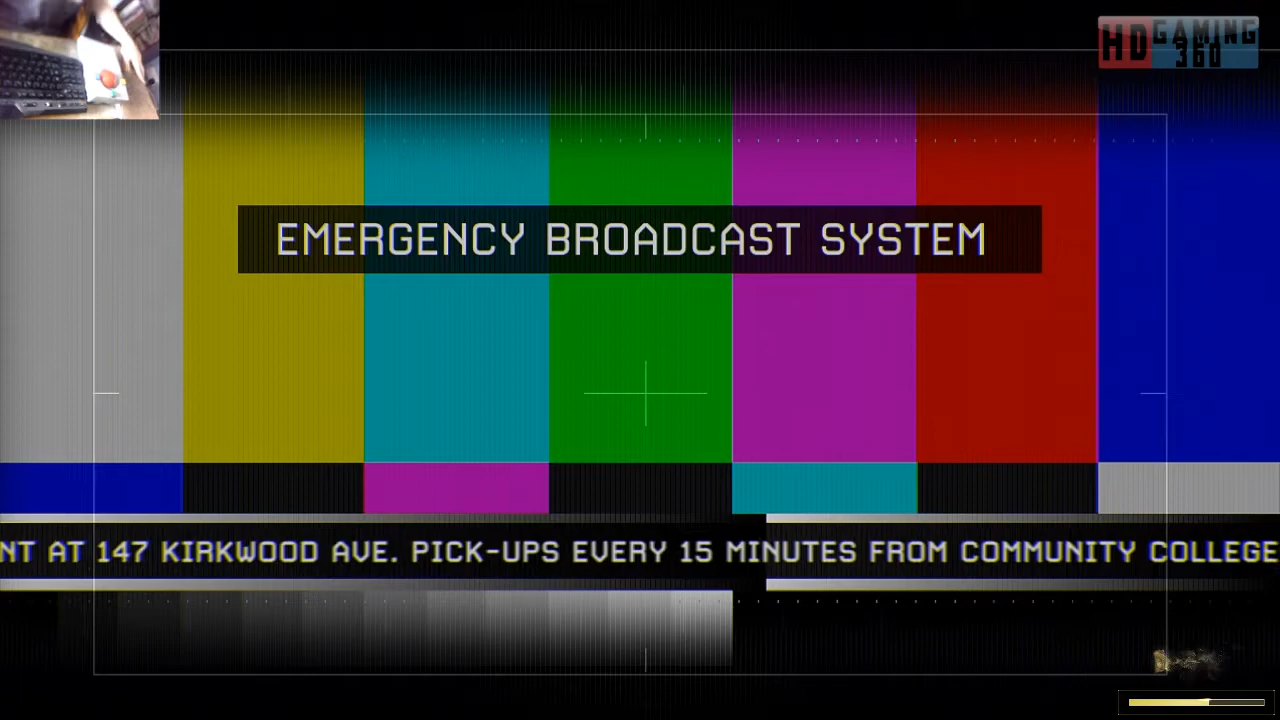 HD GAMING
360
EMERGENCY BROADCAST SYSTEM
NT AT 147 KIRKWOOD AVE. PICK-UPS EVERY 15 MINUTES FROM COMMUNITY COLLEGE